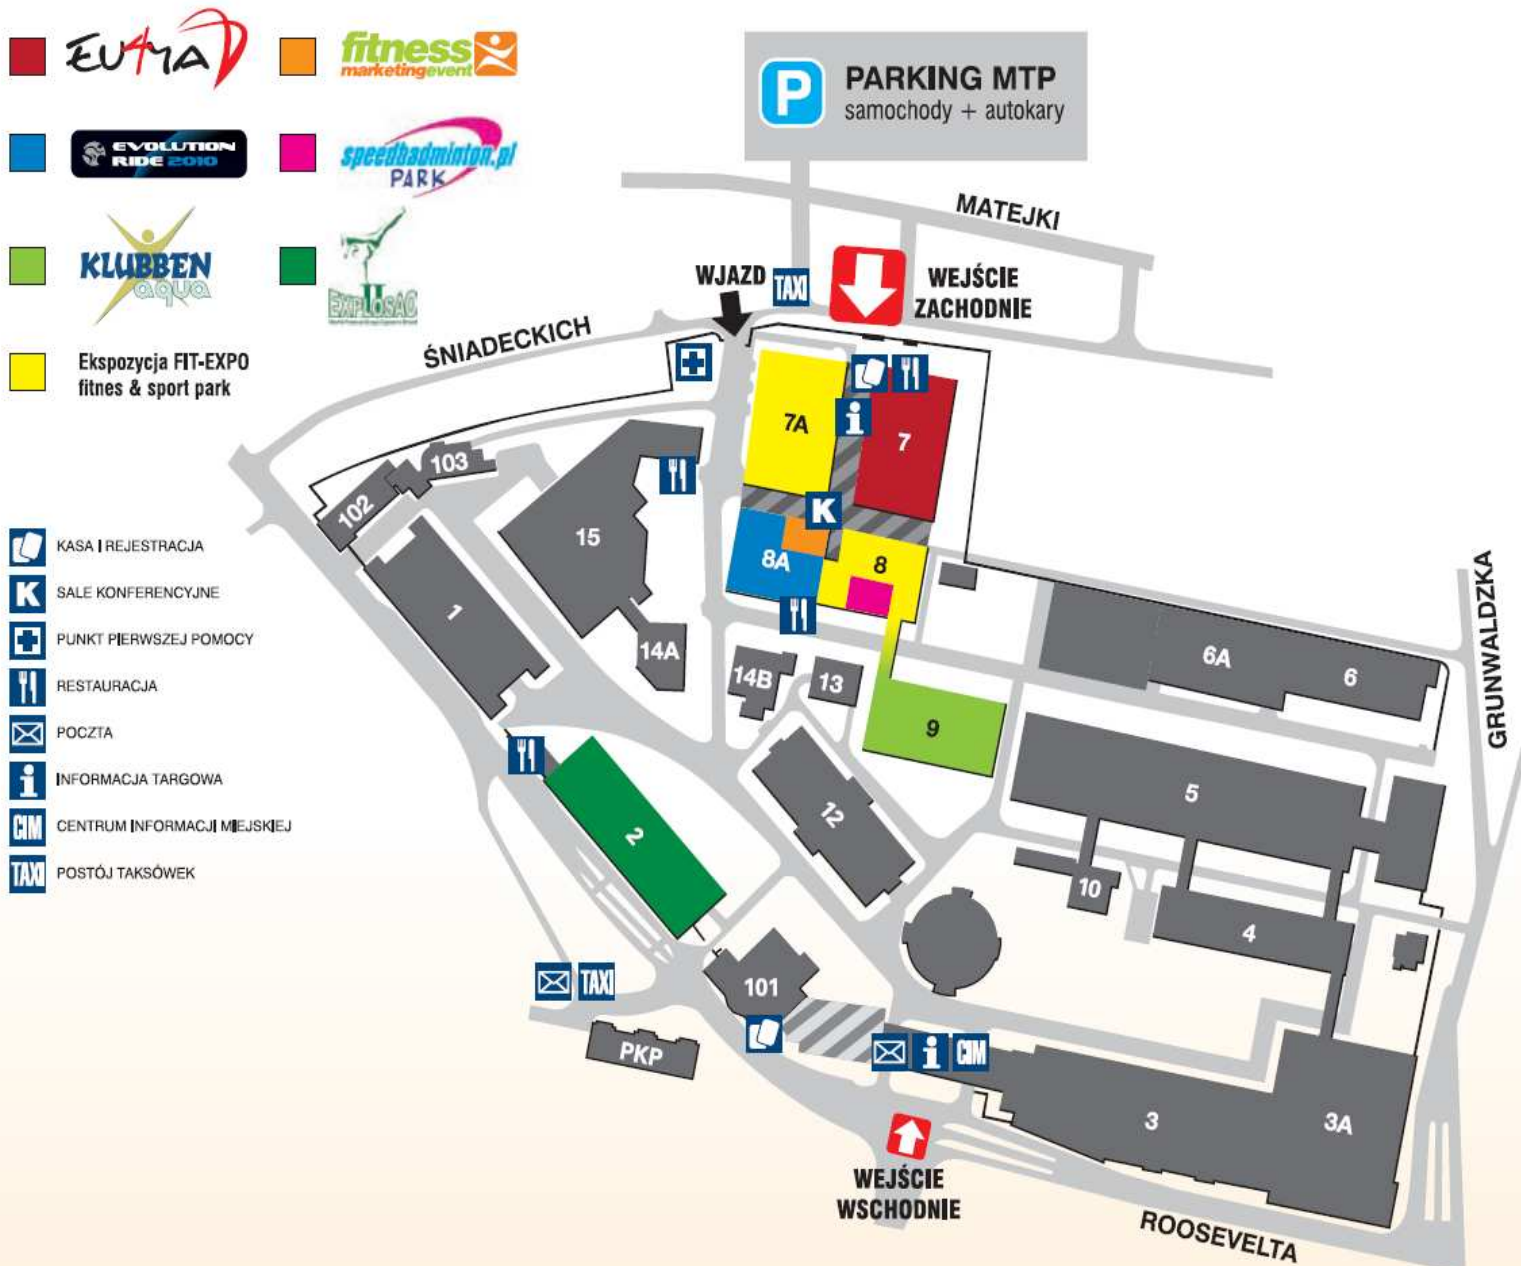 EU4YA
fitness
marketingevent
EVOLUTION
RIDE 2010
speedbadminton.pl
PARK
KLUBBEN
aqua
EXPLOSAC
Ekspozycja FIT-EXPO
fitnes & sport park
P
PARKING MTP
samochody + autokary
MATEJKI
WJAZD
TAXI
WEJŚCIE
ZACHODNIE
ŚNIADECKICH
7A
i
7
K
8A
8
103
102
15
1
14A
14B
13
9
6A
6
GRUNWALDZKA
5
12
2
10
4
KASA I REJESTRACJA
K
SALE KONFERENCYJNE
PUNKT PIERWSZEJ POMOCY
RESTAURACJA
POCZTA
i
INFORMACJA TARGOWA
CIM
CENTRUM INFORMACJI MIEJSKIEJ
TAXI
POSTÓJ TAKSÓWEK
TAXI
101
PKP
i
CIM
3
3A
WEJŚCIE
WSCHODNIE
ROOSEVELTA